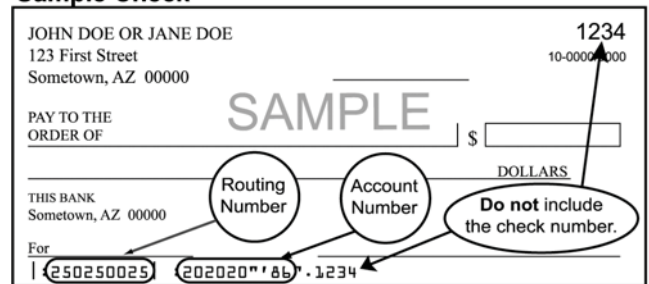 Sample Check
JOHN DOE OR JANE DOE
1234
123 First Street
10-0000
000
Sometown, AZ 00000
SAMPLE
PAY TO THE
ORDER OF
$
DOLLARS
Routing
Number
Account
Number
THIS BANK
Sometown, AZ 00000
Do not include
the check number.
For
250250025
202020"'86".1234